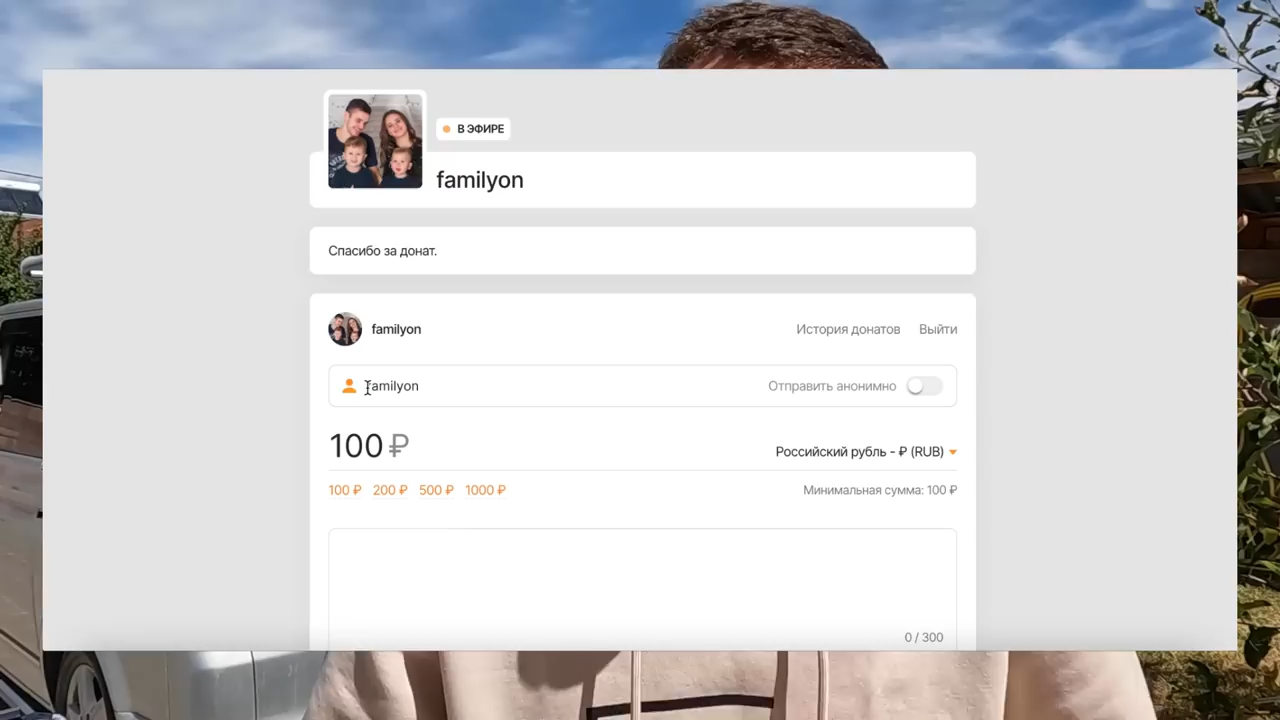 В ЭФИРЕ
familyon
Спасибо за донат.
familyon
История донатов Выйти
familyon
Отправить анонимно
100 ₽
Российский рубль - ₽ (RUB)
100 ₽ 200 ₽ 500 ₽ 1000 ₽
Минимальная сумма: 100 ₽
0 / 300